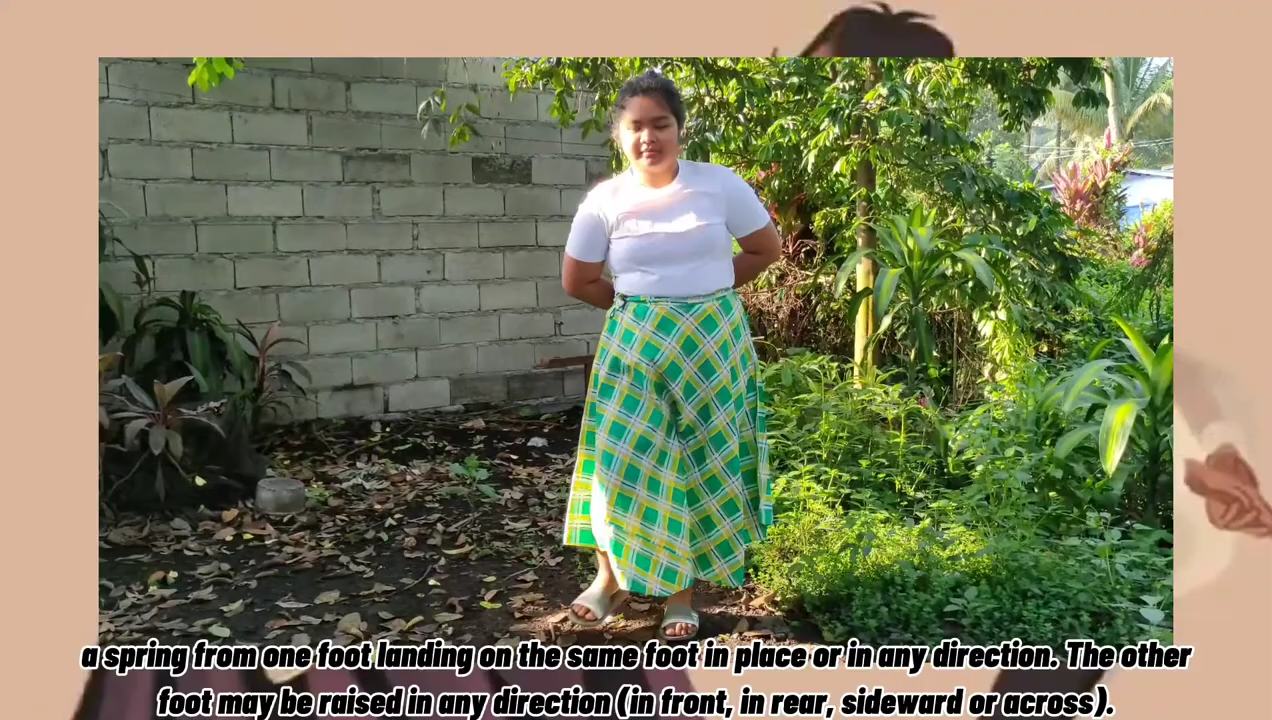 a spring from one foot landing on the same foot in place or in any direction. The other
foot may be raised in any direction (in front, in rear, sideward or across).